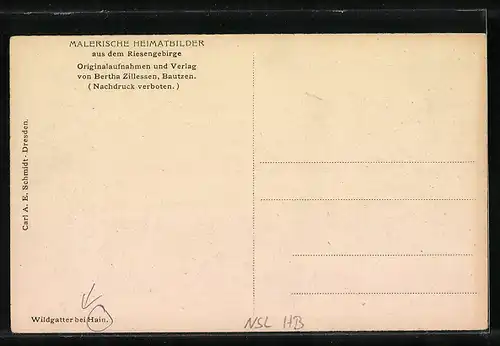 MALERISCHE HEIMATBILDER
aus dem Riesengebirge
Originalaufnahmen und Verlag
von Bertha Zillessen, Bautzen.
(Nachdruck verboten.)
Carl A. E. Schmidt · Dresden.
Wildgatter bei Hain.
NSL HB